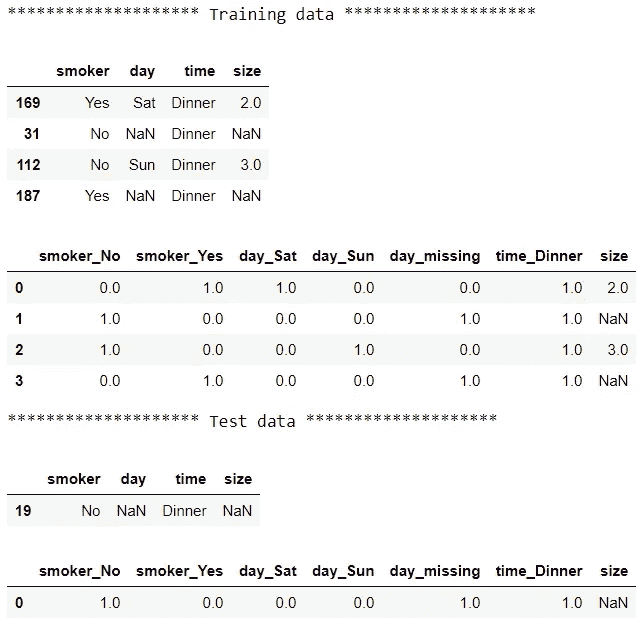 ******************** Training data ********************
smoker day time size
169 Yes Sat Dinner 2.0
31 No NaN Dinner NaN
112 No Sun Dinner 3.0
187 Yes NaN Dinner NaN
smoker_No smoker_Yes day_Sat day_Sun day_missing time_Dinner size
0 0.0 1.0 1.0 0.0 0.0 1.0 2.0
1 1.0 0.0 0.0 0.0 1.0 1.0 NaN
2 1.0 0.0 0.0 1.0 0.0 1.0 3.0
3 0.0 1.0 0.0 0.0 1.0 1.0 NaN
******************** Test data ********************
smoker day time size
19 No NaN Dinner NaN
smoker_No smoker_Yes day_Sat day_Sun day_missing time_Dinner size
0 1.0 0.0 0.0 0.0 1.0 1.0 NaN